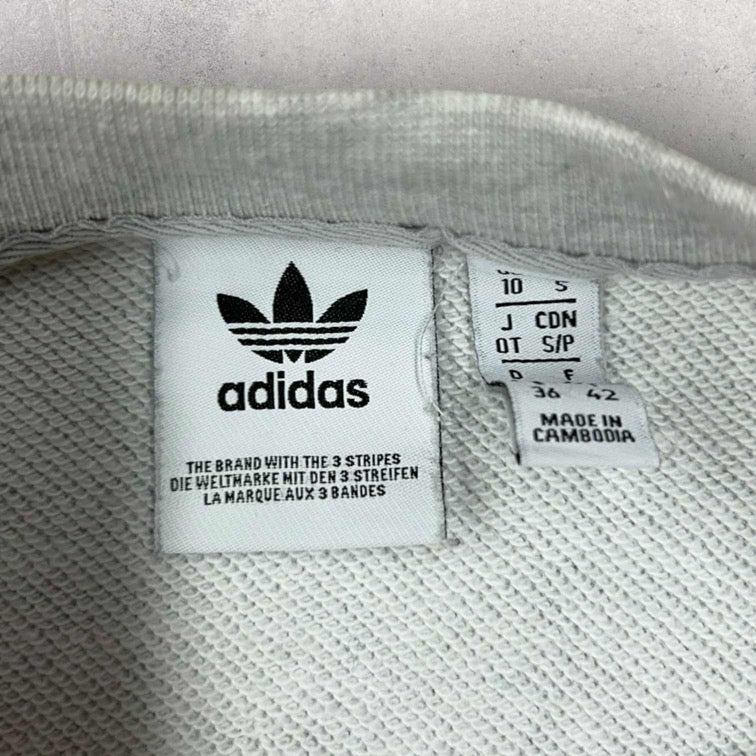 adidas
THE BRAND WITH THE 3 STRIPES
DIE WELTMARKE MIT DEN 3 STREIFEN
LA MARQUE AUX 3 BANDES
10 S
J CDN
OT S/P
D F
36 42
MADE IN
CAMBODIA